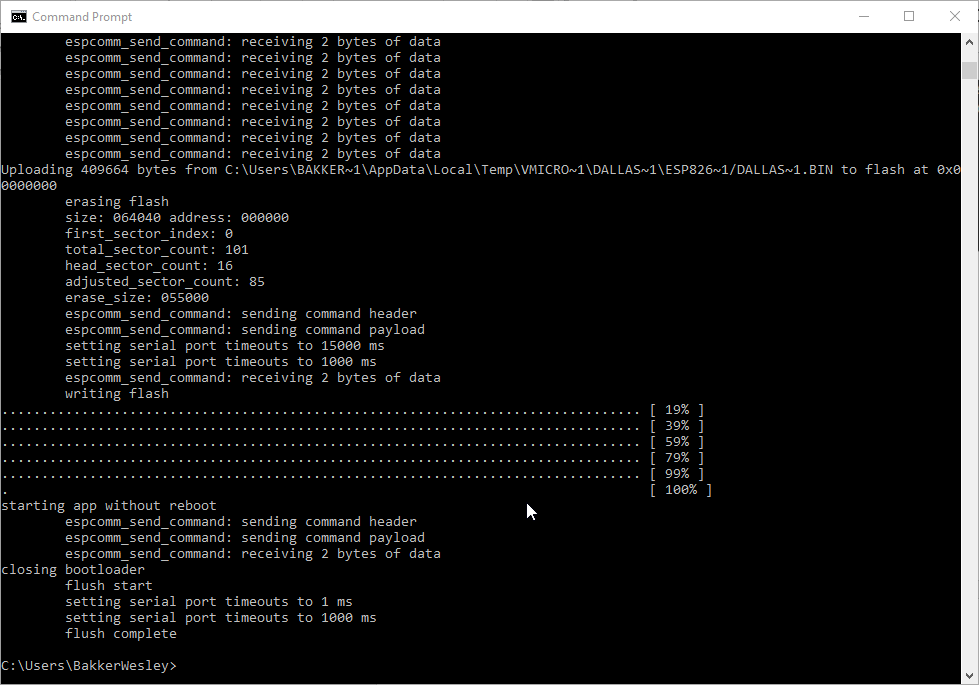 Command Prompt
espcomm_send_command: receiving 2 bytes of data
espcomm_send_command: receiving 2 bytes of data
espcomm_send_command: receiving 2 bytes of data
espcomm_send_command: receiving 2 bytes of data
espcomm_send_command: receiving 2 bytes of data
espcomm_send_command: receiving 2 bytes of data
espcomm_send_command: receiving 2 bytes of data
espcomm_send_command: receiving 2 bytes of data
Uploading 409664 bytes from C:\Users\BAKKER~1\AppData\Local\Temp\VMICRO~1\DALLAS~1\ESP826~1/DALLAS~1.BIN to flash at 0x0
0000000
erasing flash
size: 064040 address: 000000
first_sector_index: 0
total_sector_count: 101
head_sector_count: 16
adjusted_sector_count: 85
erase_size: 055000
espcomm_send_command: sending command header
espcomm_send_command: sending command payload
setting serial port timeouts to 15000 ms
setting serial port timeouts to 1000 ms
espcomm_send_command: receiving 2 bytes of data
writing flash
................................................................................ [ 19% ]
................................................................................ [ 39% ]
................................................................................ [ 59% ]
................................................................................ [ 79% ]
................................................................................ [ 99% ]
. [ 100% ]
starting app without reboot
espcomm_send_command: sending command header
espcomm_send_command: sending command payload
espcomm_send_command: receiving 2 bytes of data
closing bootloader
flush start
setting serial port timeouts to 1 ms
setting serial port timeouts to 1000 ms
flush complete
C:\Users\BakkerWesley>